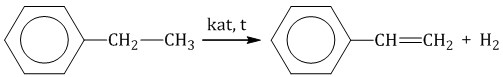 kat, t
CH₂—CH₃ CH=CH₂ + H₂